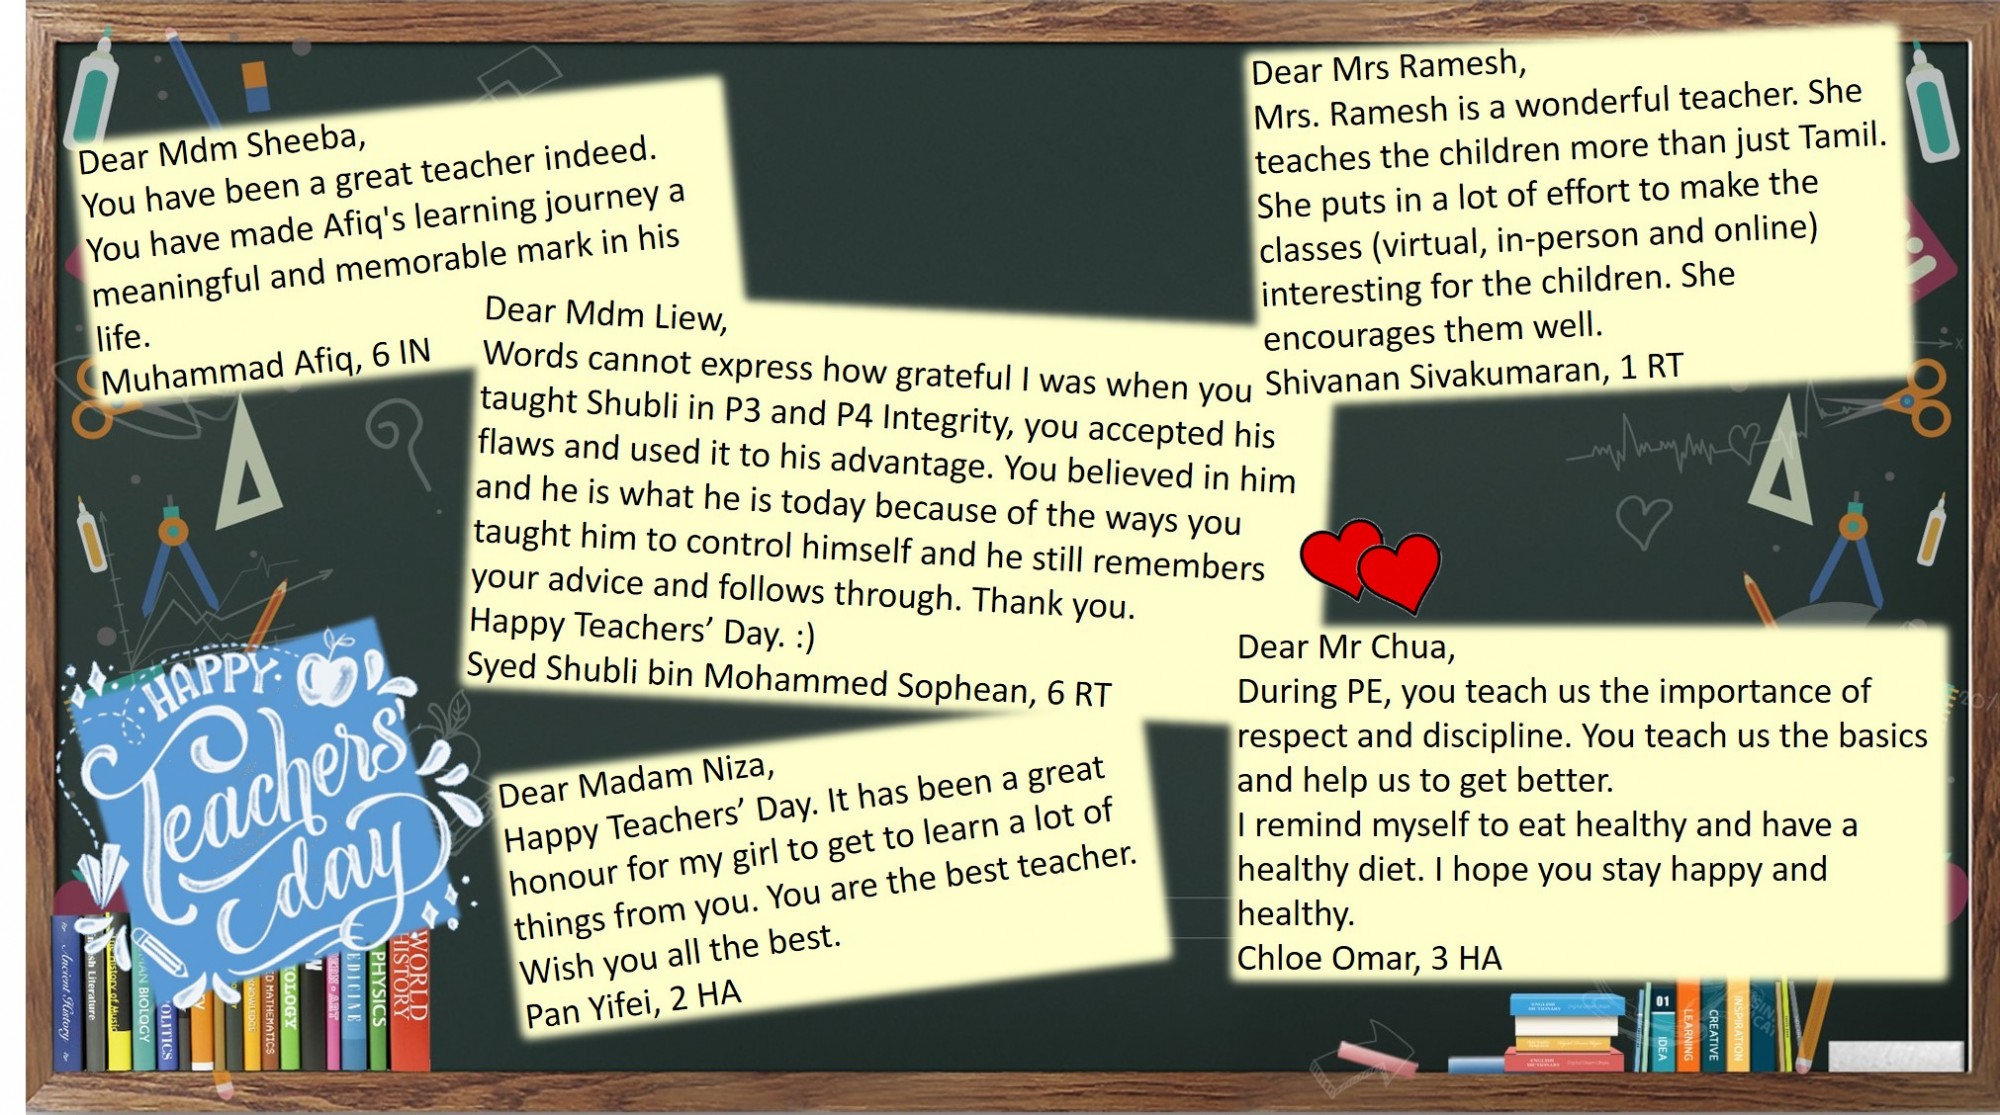 Dear Mdm Sheeba,
You have been a great teacher indeed.
You have made Afiq's learning journey a
meaningful and memorable mark in his
life.
Muhammad Afiq, 6 IN
Dear Mrs Ramesh,
Mrs. Ramesh is a wonderful teacher. She
teaches the children more than just Tamil.
She puts in a lot of effort to make the
classes (virtual, in-person and online)
interesting for the children. She
encourages them well.
Shivanan Sivakumaran, 1 RT
Dear Mdm Liew,
Words cannot express how grateful I was when you
taught Shubli in P3 and P4 Integrity, you accepted his
flaws and used it to his advantage. You believed in him
and he is what he is today because of the ways you
taught him to control himself and he still remembers
your advice and follows through. Thank you.
Happy Teachers’ Day. :)
Syed Shubli bin Mohammed Sophean, 6 RT
Dear Madam Niza,
Happy Teachers’ Day. It has been a great
honour for my girl to get to learn a lot of
things from you. You are the best teacher.
Wish you all the best.
Pan Yifei, 2 HA
Dear Mr Chua,
During PE, you teach us the importance of
respect and discipline. You teach us the basics
and help us to get better.
I remind myself to eat healthy and have a
healthy diet. I hope you stay happy and
healthy.
Chloe Omar, 3 HA
HAPPY
Teachers'
day
Ancient History
Literature
History of Music
BIOLOGY
OLITICS
KNOWLEDGE
MATHEMATICS
OLOGY
EDICINE
PHYSICS
WORLD
HISTORY
ENGLISH
DICTIONARY
01
IDEA
LEARNING
CREATIVE
INSPIRATION